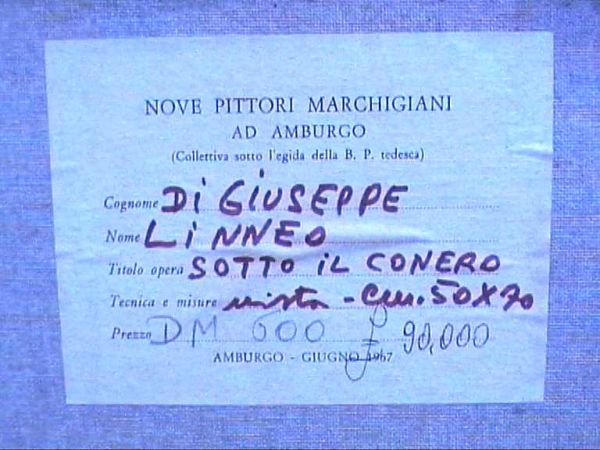 NOVE PITTORI MARCHIGIANI
AD AMBURGO
(Collettiva sotto l'egida della B. P. tedesca)
Cognome Di GiUSEPPE
Nome LiNNEO
Titolo opera SOTTO iL CONERO
Tecnica e misure mista - Cm. 50X70
Prezzo DM 600 £ 90,000
AMBURGO - GIUGNO 1967